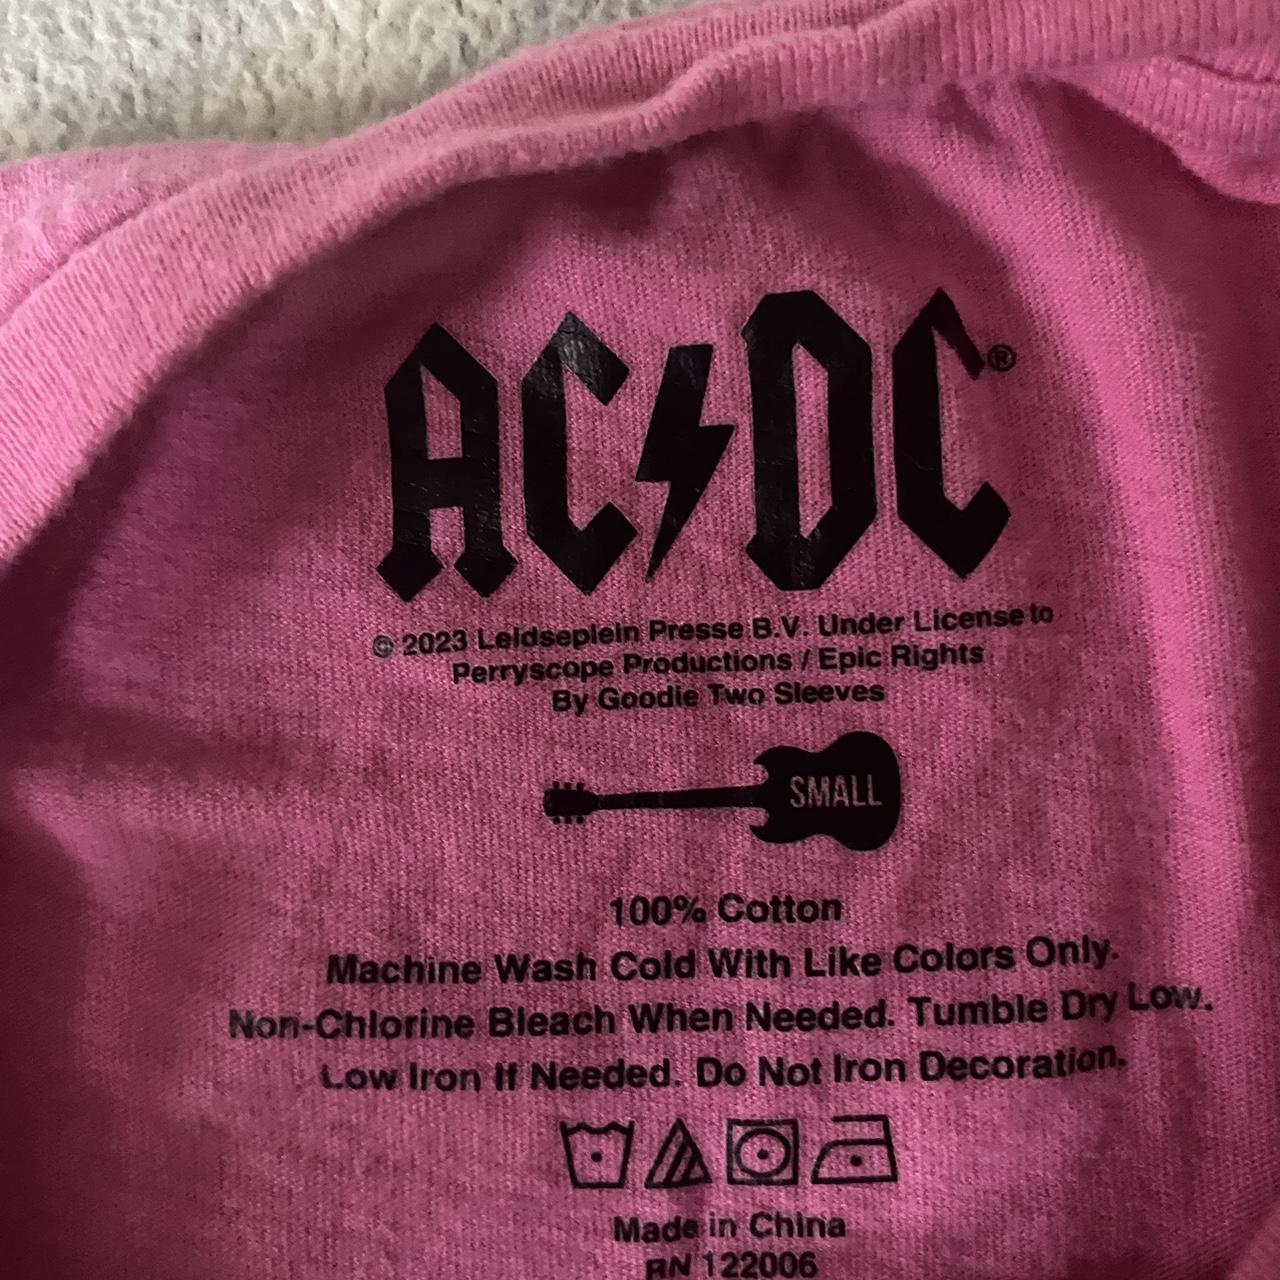 AC⚡DC®
© 2023 Leidseplein Presse B.V. Under License to
Perryscope Productions / Epic Rights
By Goodie Two Sleeves
SMALL
100% Cotton
Machine Wash Cold With Like Colors Only.
Non-Chlorine Bleach When Needed. Tumble Dry Low.
Low Iron If Needed. Do Not Iron Decoration.
Made in China
RN 122006